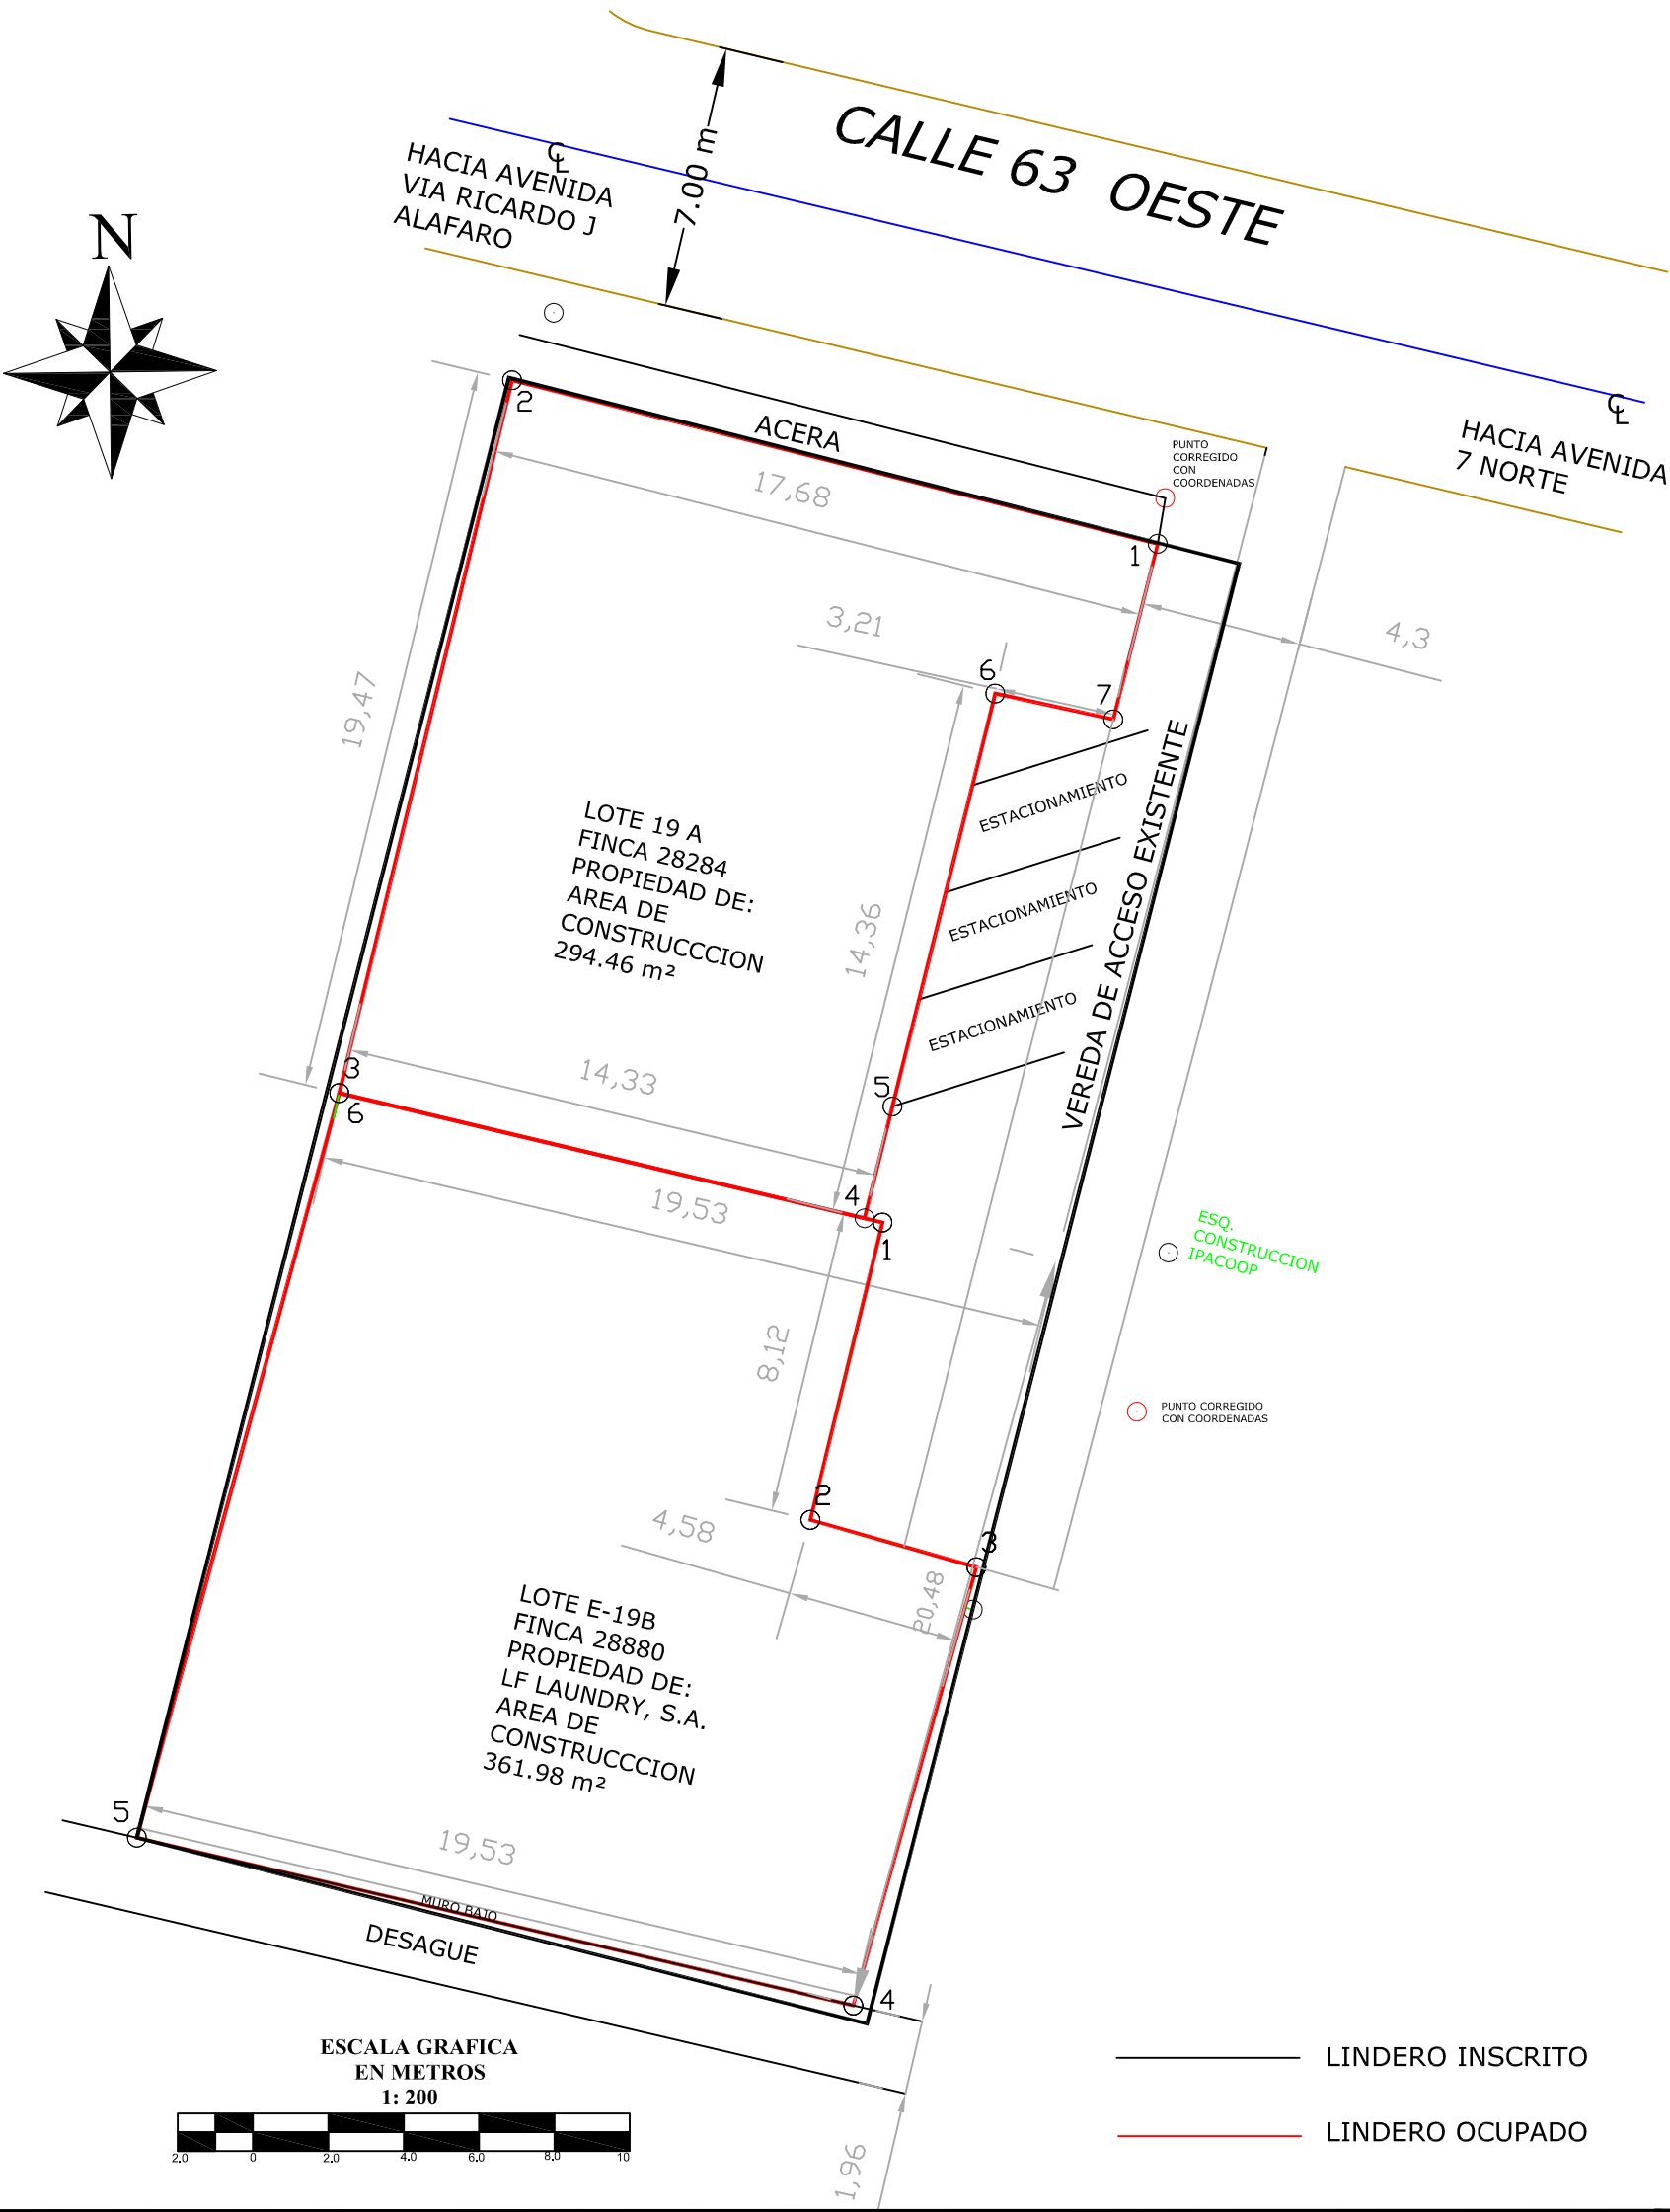 CALLE 63 OESTE
HACIA AVENIDA
VIA RICARDO J
ALAFARO
7.00 m
N
HACIA AVENIDA
7 NORTE
PUNTO
CORREGIDO
CON
COORDENADAS
2
ACERA
17,68
1
3,21
4,3
6
7
19,47
ESTACIONAMIENTO
ESTACIONAMIENTO
ESTACIONAMIENTO
VEREDA DE ACCESO EXISTENTE
LOTE 19 A
FINCA 28284
PROPIEDAD DE:
AREA DE
CONSTRUCCCION
294.46 m²
14,36
3
6
14,33
5
4
1
19,53
ESQ.
CONSTRUCCION
IPACOOP
8,12
PUNTO CORREGIDO
CON COORDENADAS
2
4,58
3
20,48
LOTE E-19B
FINCA 28880
PROPIEDAD DE:
LF LAUNDRY, S.A.
AREA DE
CONSTRUCCCION
361.98 m²
5
19,53
MURO BAJO
DESAGUE
4
ESCALA GRAFICA
EN METROS
1: 200
2.0 0 2.0 4.0 6.0 8.0 10
1,96
LINDERO INSCRITO
LINDERO OCUPADO